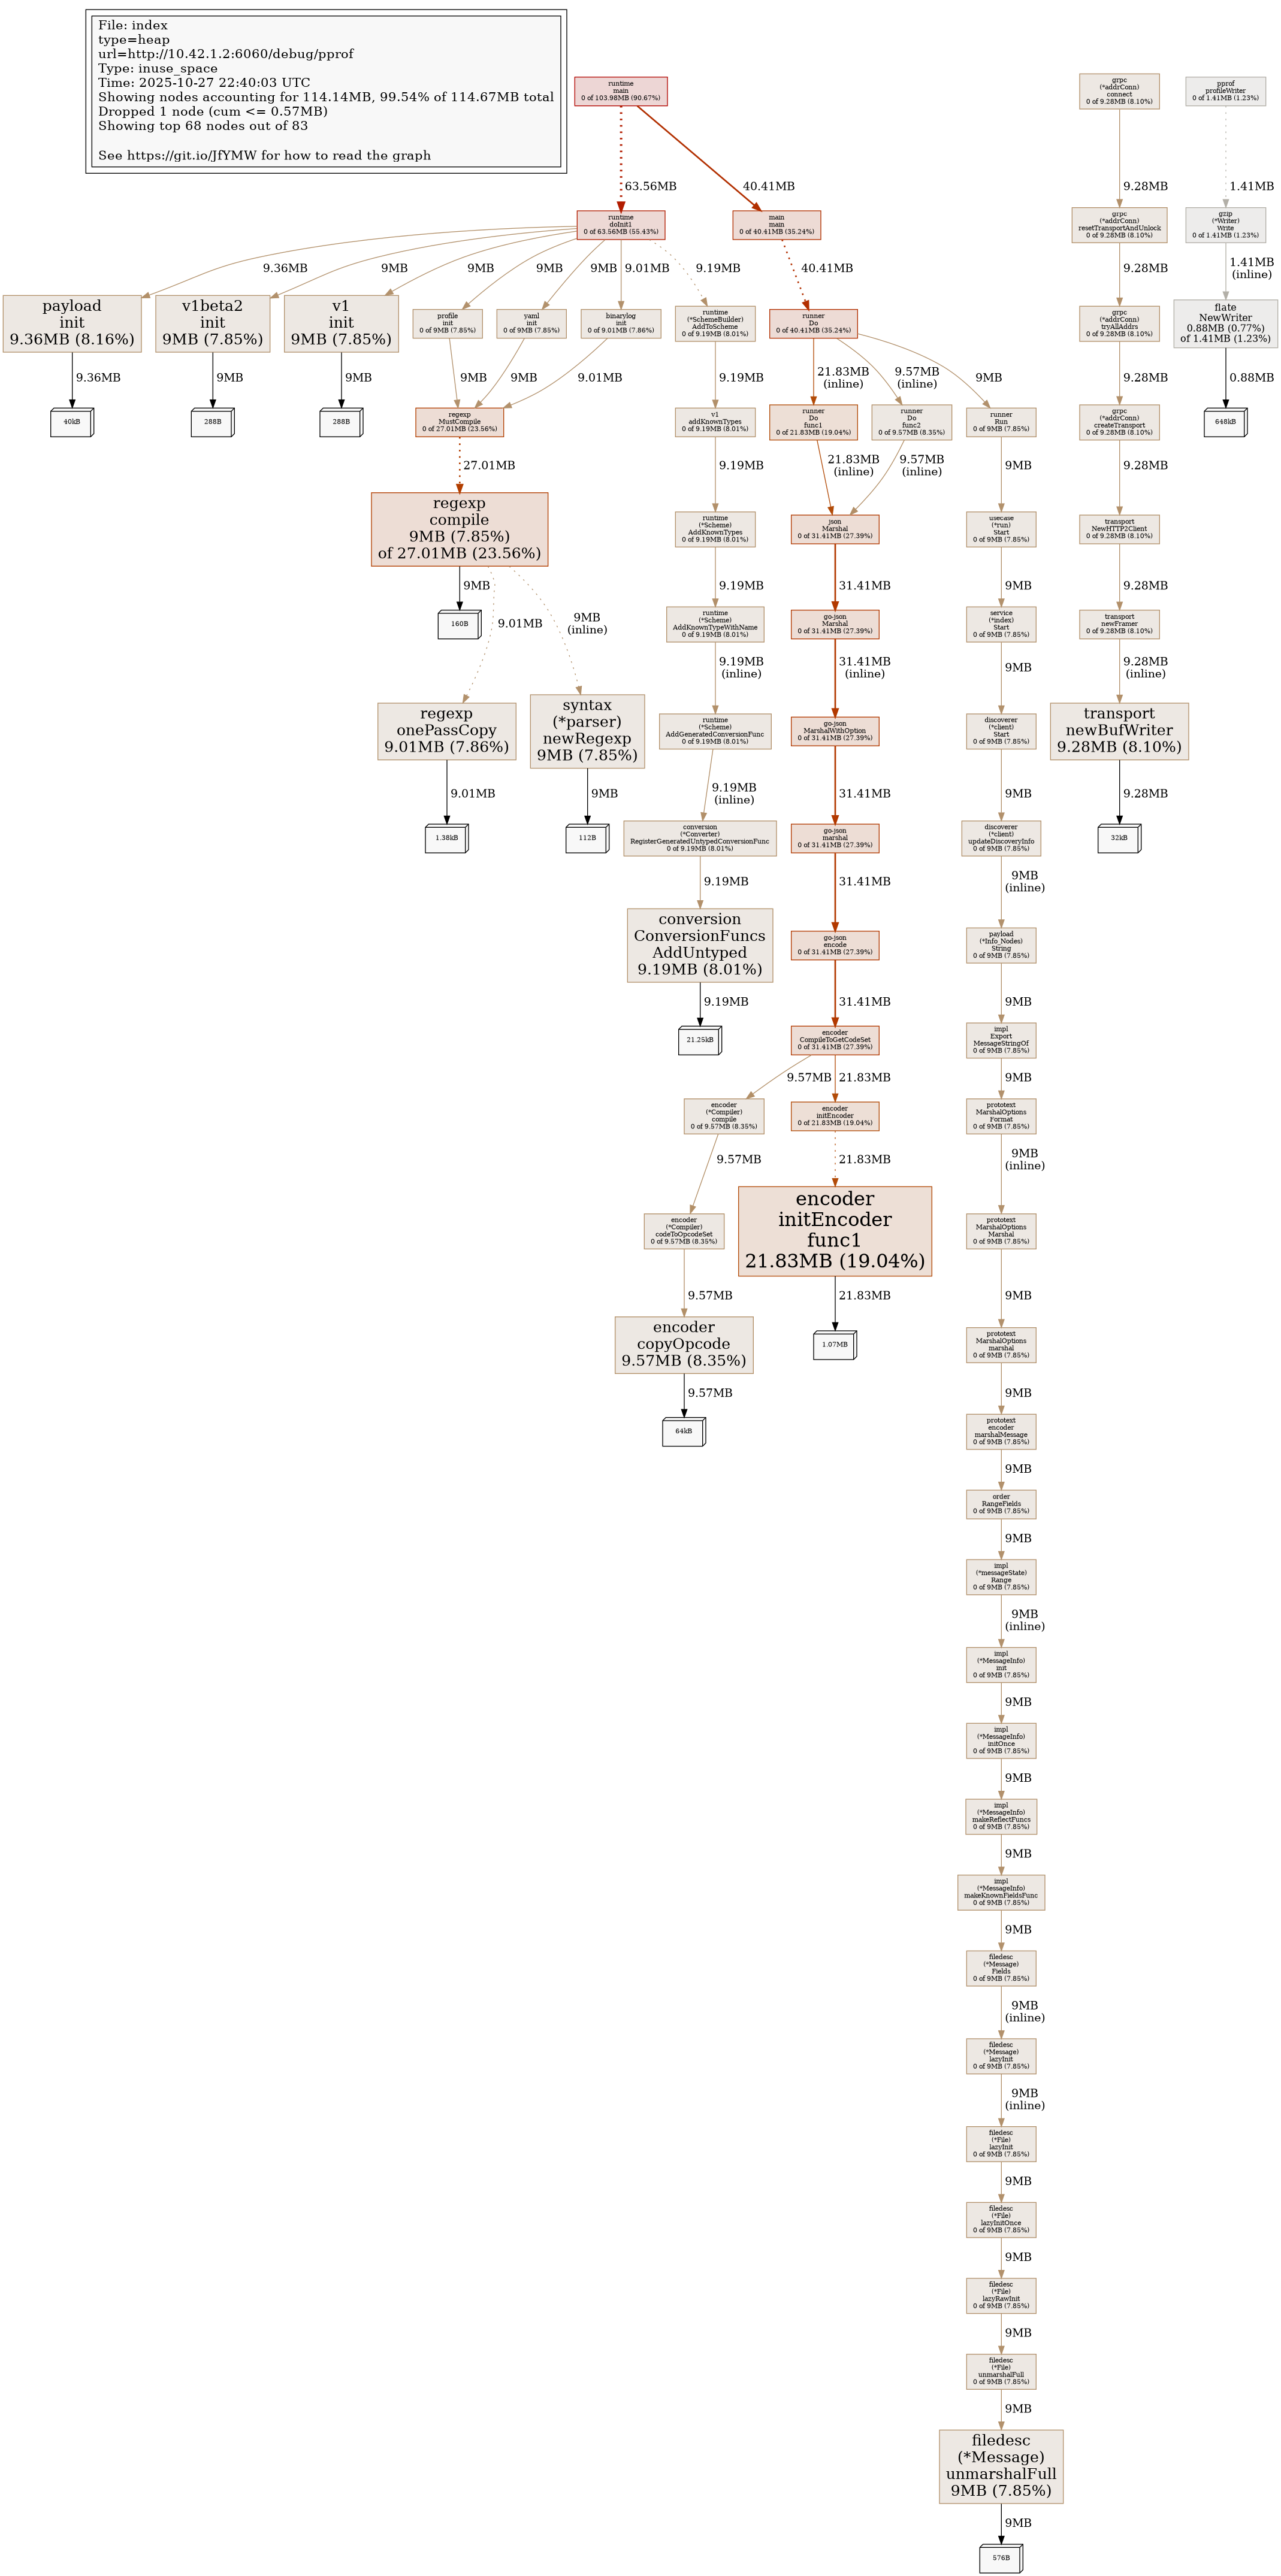 File: index
type=heap
url=http://10.42.1.2:6060/debug/pprof
Type: inuse_space
Time: 2025-10-27 22:40:03 UTC
Showing nodes accounting for 114.14MB, 99.54% of 114.67MB total
Dropped 1 node (cum <= 0.57MB)
Showing top 68 nodes out of 83
See https://git.io/JfYMW for how to read the graph
runtime
main
0 of 103.98MB (90.67%)
63.56MB
40.41MB
runtime
doInit1
0 of 63.56MB (55.43%)
main
main
0 of 40.41MB (35.24%)
9.36MB
9MB
9MB
9MB
9MB
9.01MB
9.19MB
40.41MB
payload
init
9.36MB (8.16%)
v1beta2
init
9MB (7.85%)
v1
init
9MB (7.85%)
profile
init
0 of 9MB (7.85%)
yaml
init
0 of 9MB (7.85%)
binarylog
init
0 of 9.01MB (7.86%)
9.36MB
40kB
9MB
288B
9MB
288B
9MB
9MB
9.01MB
regexp
MustCompile
0 of 27.01MB (23.56%)
27.01MB
regexp
compile
9MB (7.85%)
of 27.01MB (23.56%)
9MB
160B
9.01MB
9MB
(inline)
regexp
onePassCopy
9.01MB (7.86%)
9.01MB
1.38kB
syntax
(*parser)
newRegexp
9MB (7.85%)
9MB
112B
runtime
(*SchemeBuilder)
AddToScheme
0 of 9.19MB (8.01%)
9.19MB
v1
addKnownTypes
0 of 9.19MB (8.01%)
9.19MB
runtime
(*Scheme)
AddKnownTypes
0 of 9.19MB (8.01%)
9.19MB
runtime
(*Scheme)
AddKnownTypeWithName
0 of 9.19MB (8.01%)
9.19MB
(inline)
runtime
(*Scheme)
AddGeneratedConversionFunc
0 of 9.19MB (8.01%)
9.19MB
(inline)
conversion
(*Converter)
RegisterGeneratedUntypedConversionFunc
0 of 9.19MB (8.01%)
9.19MB
conversion
ConversionFuncs
AddUntyped
9.19MB (8.01%)
9.19MB
21.25kB
runner
Do
0 of 40.41MB (35.24%)
21.83MB
(inline)
9.57MB
(inline)
9MB
runner
Do
func1
0 of 21.83MB (19.04%)
runner
Do
func2
0 of 9.57MB (8.35%)
21.83MB
(inline)
9.57MB
(inline)
json
Marshal
0 of 31.41MB (27.39%)
31.41MB
go-json
Marshal
0 of 31.41MB (27.39%)
31.41MB
(inline)
go-json
MarshalWithOption
0 of 31.41MB (27.39%)
31.41MB
go-json
marshal
0 of 31.41MB (27.39%)
31.41MB
go-json
encode
0 of 31.41MB (27.39%)
31.41MB
encoder
CompileToGetCodeSet
0 of 31.41MB (27.39%)
9.57MB
21.83MB
encoder
(*Compiler)
compile
0 of 9.57MB (8.35%)
9.57MB
encoder
(*Compiler)
codeToOpcodeSet
0 of 9.57MB (8.35%)
9.57MB
encoder
copyOpcode
9.57MB (8.35%)
9.57MB
64kB
encoder
initEncoder
0 of 21.83MB (19.04%)
21.83MB
encoder
initEncoder
func1
21.83MB (19.04%)
21.83MB
1.07MB
runner
Run
0 of 9MB (7.85%)
9MB
usecase
(*run)
Start
0 of 9MB (7.85%)
9MB
service
(*index)
Start
0 of 9MB (7.85%)
9MB
discoverer
(*client)
Start
0 of 9MB (7.85%)
9MB
discoverer
(*client)
updateDiscoveryInfo
0 of 9MB (7.85%)
9MB
(inline)
payload
(*Info_Nodes)
String
0 of 9MB (7.85%)
9MB
impl
Export
MessageStringOf
0 of 9MB (7.85%)
9MB
prototext
MarshalOptions
Format
0 of 9MB (7.85%)
9MB
(inline)
prototext
MarshalOptions
Marshal
0 of 9MB (7.85%)
9MB
prototext
MarshalOptions
marshal
0 of 9MB (7.85%)
9MB
prototext
encoder
marshalMessage
0 of 9MB (7.85%)
9MB
order
RangeFields
0 of 9MB (7.85%)
9MB
impl
(*messageState)
Range
0 of 9MB (7.85%)
9MB
(inline)
impl
(*MessageInfo)
init
0 of 9MB (7.85%)
9MB
impl
(*MessageInfo)
initOnce
0 of 9MB (7.85%)
9MB
impl
(*MessageInfo)
makeReflectFuncs
0 of 9MB (7.85%)
9MB
impl
(*MessageInfo)
makeKnownFieldsFunc
0 of 9MB (7.85%)
9MB
filedesc
(*Message)
Fields
0 of 9MB (7.85%)
9MB
(inline)
filedesc
(*Message)
lazyInit
0 of 9MB (7.85%)
9MB
(inline)
filedesc
(*File)
lazyInit
0 of 9MB (7.85%)
9MB
filedesc
(*File)
lazyInitOnce
0 of 9MB (7.85%)
9MB
filedesc
(*File)
lazyRawInit
0 of 9MB (7.85%)
9MB
filedesc
(*File)
unmarshalFull
0 of 9MB (7.85%)
9MB
filedesc
(*Message)
unmarshalFull
9MB (7.85%)
9MB
576B
grpc
(*addrConn)
connect
0 of 9.28MB (8.10%)
9.28MB
grpc
(*addrConn)
resetTransportAndUnlock
0 of 9.28MB (8.10%)
9.28MB
grpc
(*addrConn)
tryAllAddrs
0 of 9.28MB (8.10%)
9.28MB
grpc
(*addrConn)
createTransport
0 of 9.28MB (8.10%)
9.28MB
transport
NewHTTP2Client
0 of 9.28MB (8.10%)
9.28MB
transport
newFramer
0 of 9.28MB (8.10%)
9.28MB
(inline)
transport
newBufWriter
9.28MB (8.10%)
9.28MB
32kB
pprof
profileWriter
0 of 1.41MB (1.23%)
1.41MB
gzip
(*Writer)
Write
0 of 1.41MB (1.23%)
1.41MB
(inline)
flate
NewWriter
0.88MB (0.77%)
of 1.41MB (1.23%)
0.88MB
648kB